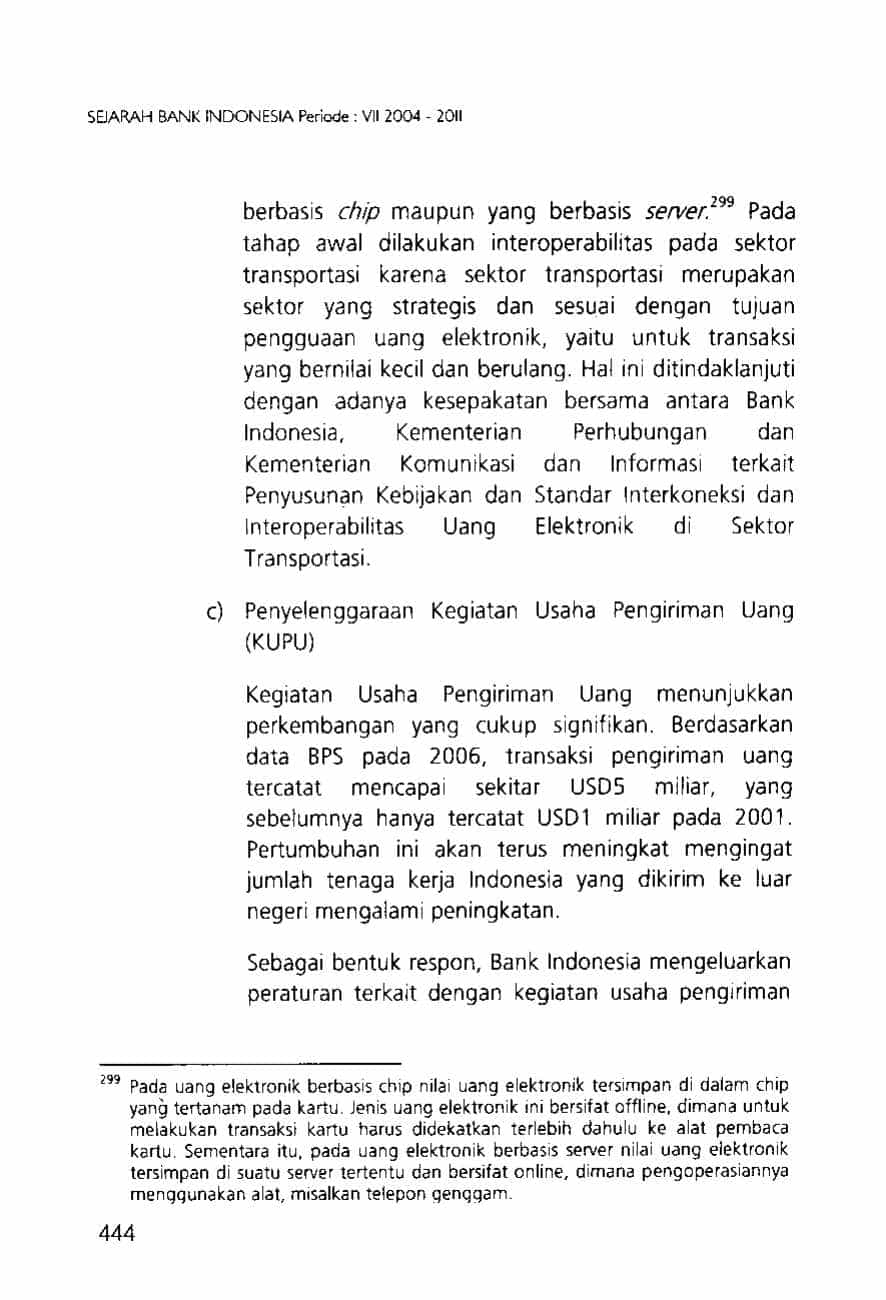 SEJARAH BANK INDONESIA Periode : VII 2004 - 2011
berbasis chip maupun yang berbasis server.299 Pada
tahap awal dilakukan interoperabilitas pada sektor
transportasi karena sektor transportasi merupakan
sektor yang strategis dan sesuai dengan tujuan
pengguaan uang elektronik, yaitu untuk transaksi
yang bernilai kecil dan berulang. Hal ini ditindaklanjuti
dengan adanya kesepakatan bersama antara Bank
Indonesia, Kementerian Perhubungan dan
Kementerian Komunikasi dan Informasi terkait
Penyusunan Kebijakan dan Standar Interkoneksi dan
Interoperabilitas Uang Elektronik di Sektor
Transportasi.
c) Penyelenggaraan Kegiatan Usaha Pengiriman Uang
(KUPU)
Kegiatan Usaha Pengiriman Uang menunjukkan
perkembangan yang cukup signifikan. Berdasarkan
data BPS pada 2006, transaksi pengiriman uang
tercatat mencapai sekitar USD5 miliar, yang
sebelumnya hanya tercatat USD1 miliar pada 2001.
Pertumbuhan ini akan terus meningkat mengingat
jumlah tenaga kerja Indonesia yang dikirim ke luar
negeri mengalami peningkatan.
Sebagai bentuk respon, Bank Indonesia mengeluarkan
peraturan terkait dengan kegiatan usaha pengiriman
299 Pada uang elektronik berbasis chip nilai uang elektronik tersimpan di dalam chip
yang tertanam pada kartu. Jenis uang elektronik ini bersifat offline, dimana untuk
melakukan transaksi kartu harus didekatkan terlebih dahulu ke alat pembaca
kartu. Sementara itu, pada uang elektronik berbasis server nilai uang elektronik
tersimpan di suatu server tertentu dan bersifat online, dimana pengoperasiannya
menggunakan alat, misalkan telepon genggam.
444